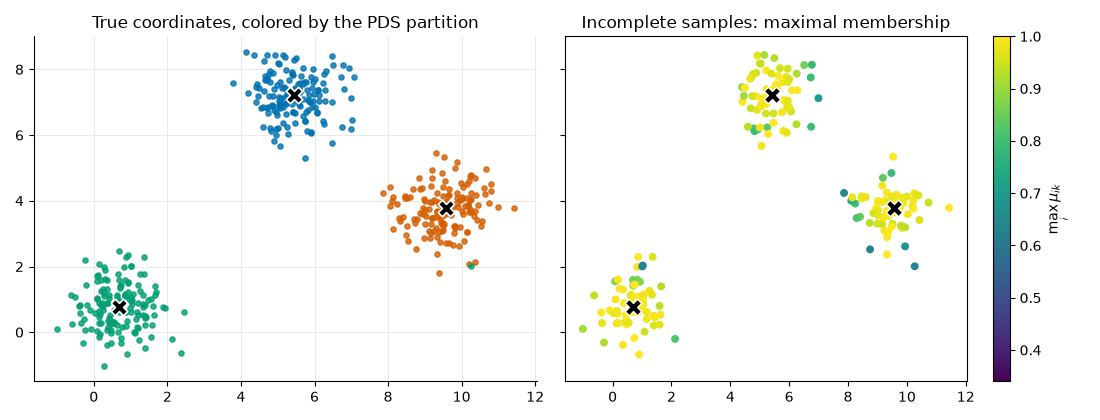 True coordinates, colored by the PDS partition
Incomplete samples: maximal membership
8
6
4
2
0
0 2 4 6 8 10 12
0 2 4 6 8 10 12
1.0
0.9
0.8
0.7
0.6
0.5
0.4
max μik
i